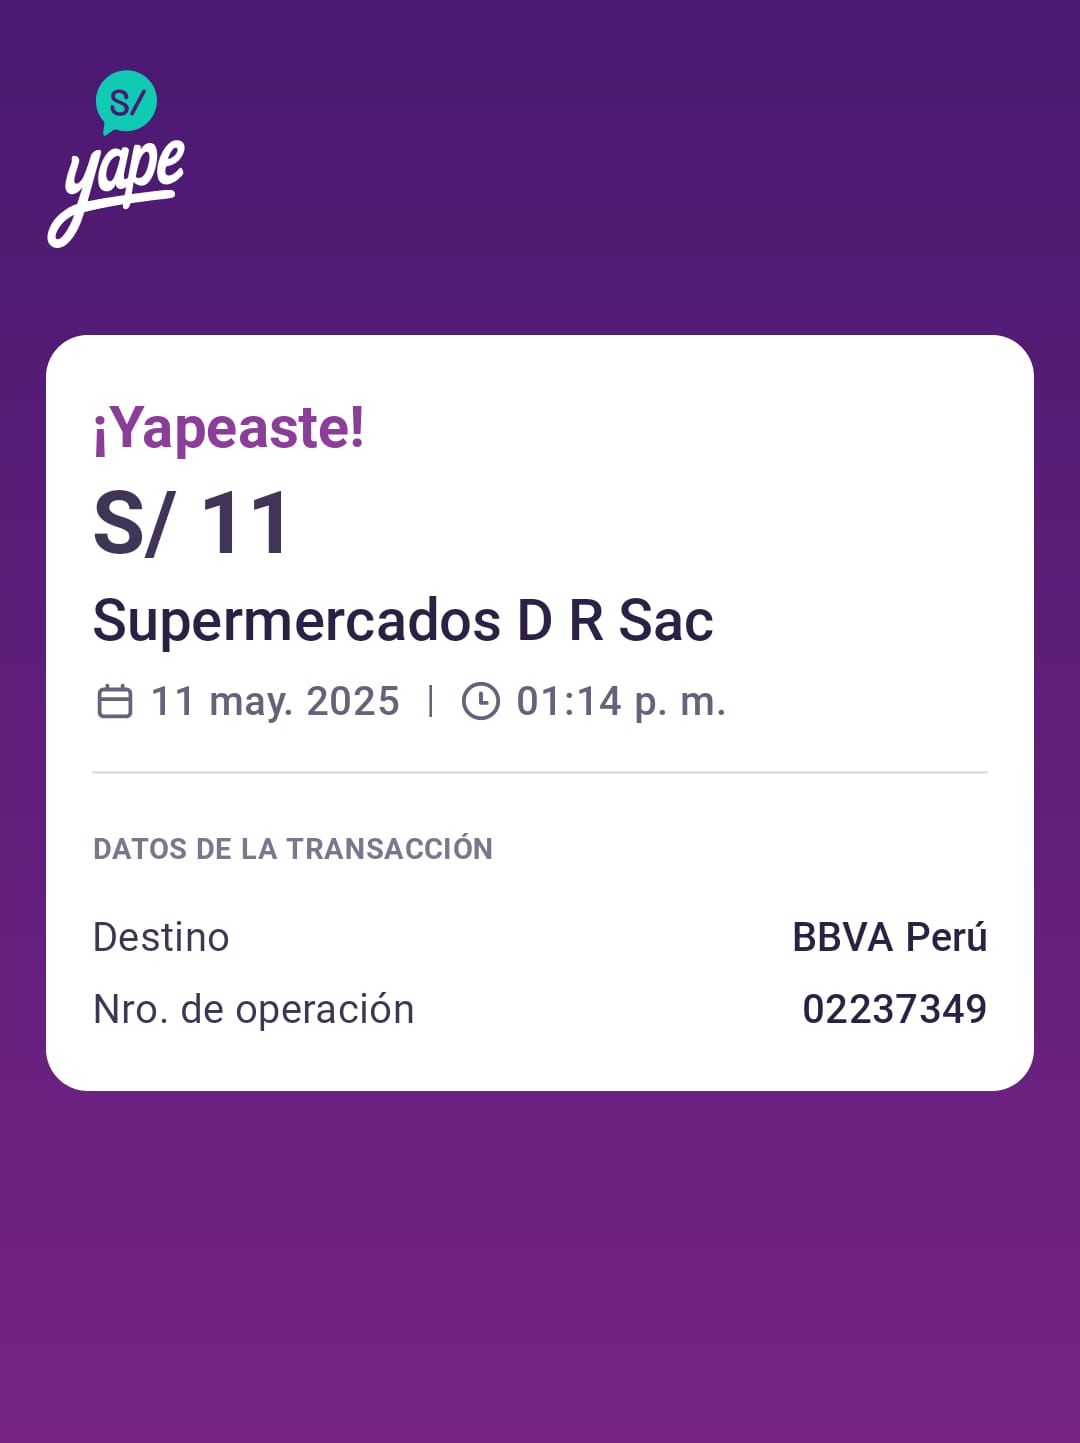 S/
yape
¡Yapeaste!
S/ 11
Supermercados D R Sac
11 may. 2025 | 01:14 p. m.
DATOS DE LA TRANSACCIÓN
Destino BBVA Perú
Nro. de operación 02237349